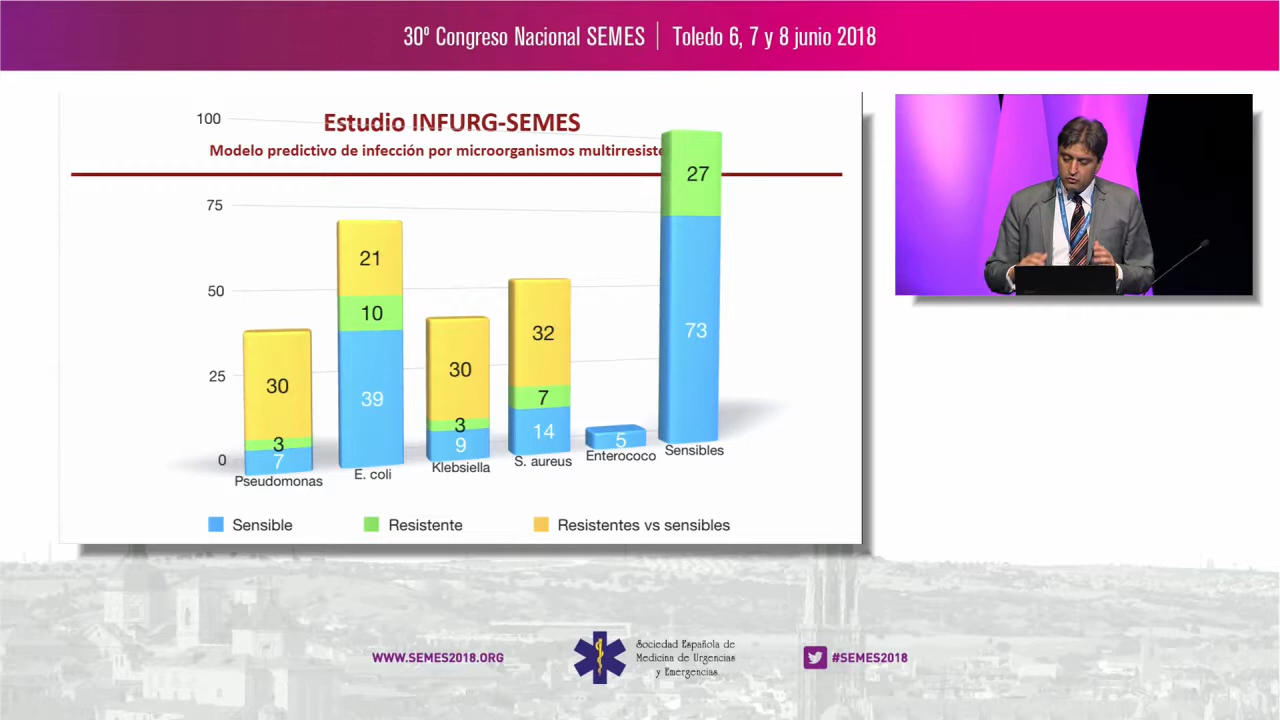 30º Congreso Nacional SEMES | Toledo 6, 7 y 8 junio 2018
Estudio INFURG-SEMES
Modelo predictivo de infección por microorganismos multirresiste
100
75
50
25
0
30
3
7
21
10
39
30
3
9
32
7
14
5
27
73
Pseudomonas
E. coli
Klebsiella
S. aureus
Enterococo
Sensibles
Sensible
Resistente
Resistentes vs sensibles
WWW.SEMES2018.ORG
Sociedad Española de
Medicina de Urgencias
y Emergencias
#SEMES2018